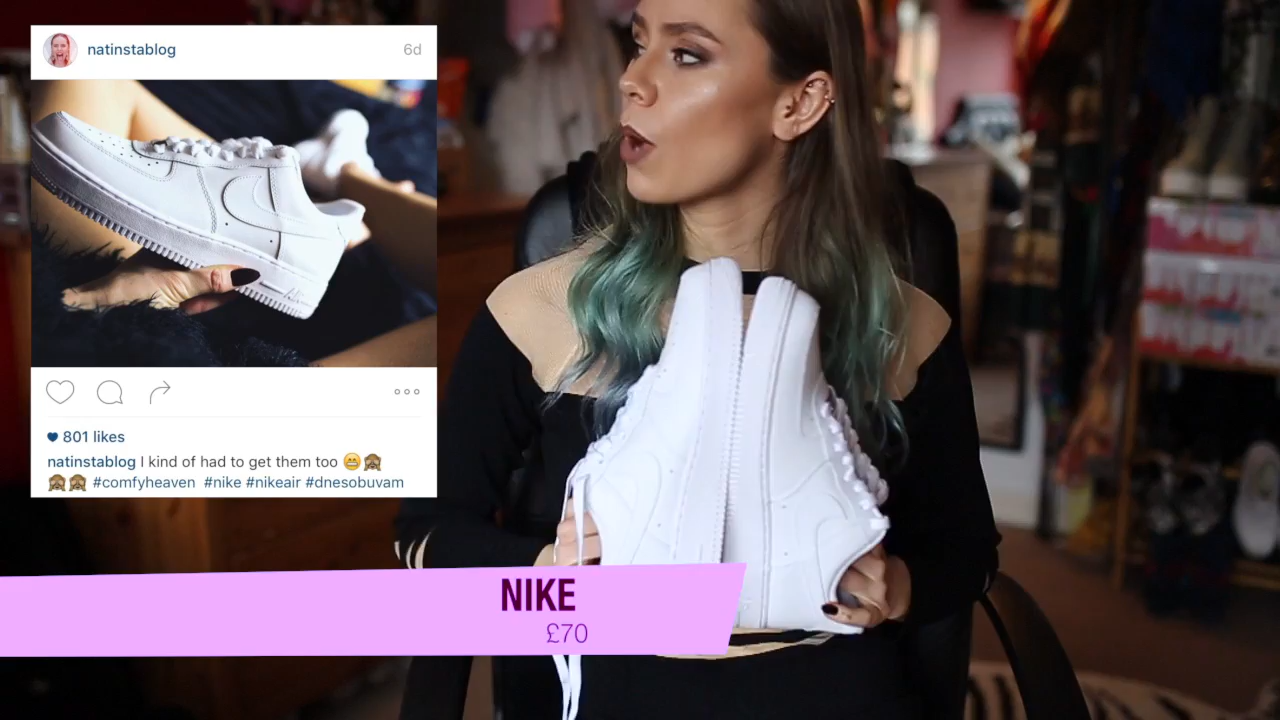 natinstablog
6d
801 likes
natinstablog I kind of had to get them too 😁🙈
🙈🙈 #comfyheaven #nike #nikeair #dnesobuvam
NIKE
£70